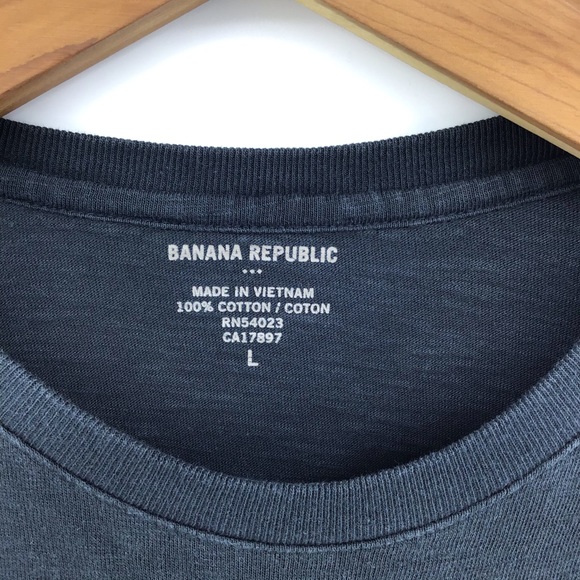 BANANA REPUBLIC
•••
MADE IN VIETNAM
100% COTTON / COTON
RN54023
CA17897
L